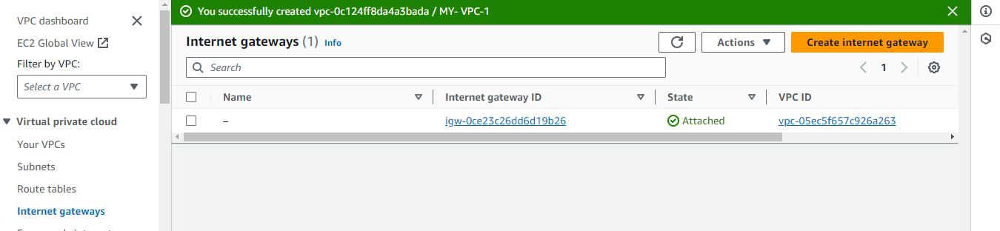 You successfully created vpc-0c124ff8da4a3bada / MY- VPC-1
VPC dashboard
EC2 Global View
Filter by VPC:
Select a VPC
Virtual private cloud
Your VPCs
Subnets
Route tables
Internet gateways
Internet gateways (1) Info
Actions
Create internet gateway
Search
1
Name Internet gateway ID State VPC ID
– igw-0ce23c26dd6d19b26 Attached vpc-05ec5f657c926a263